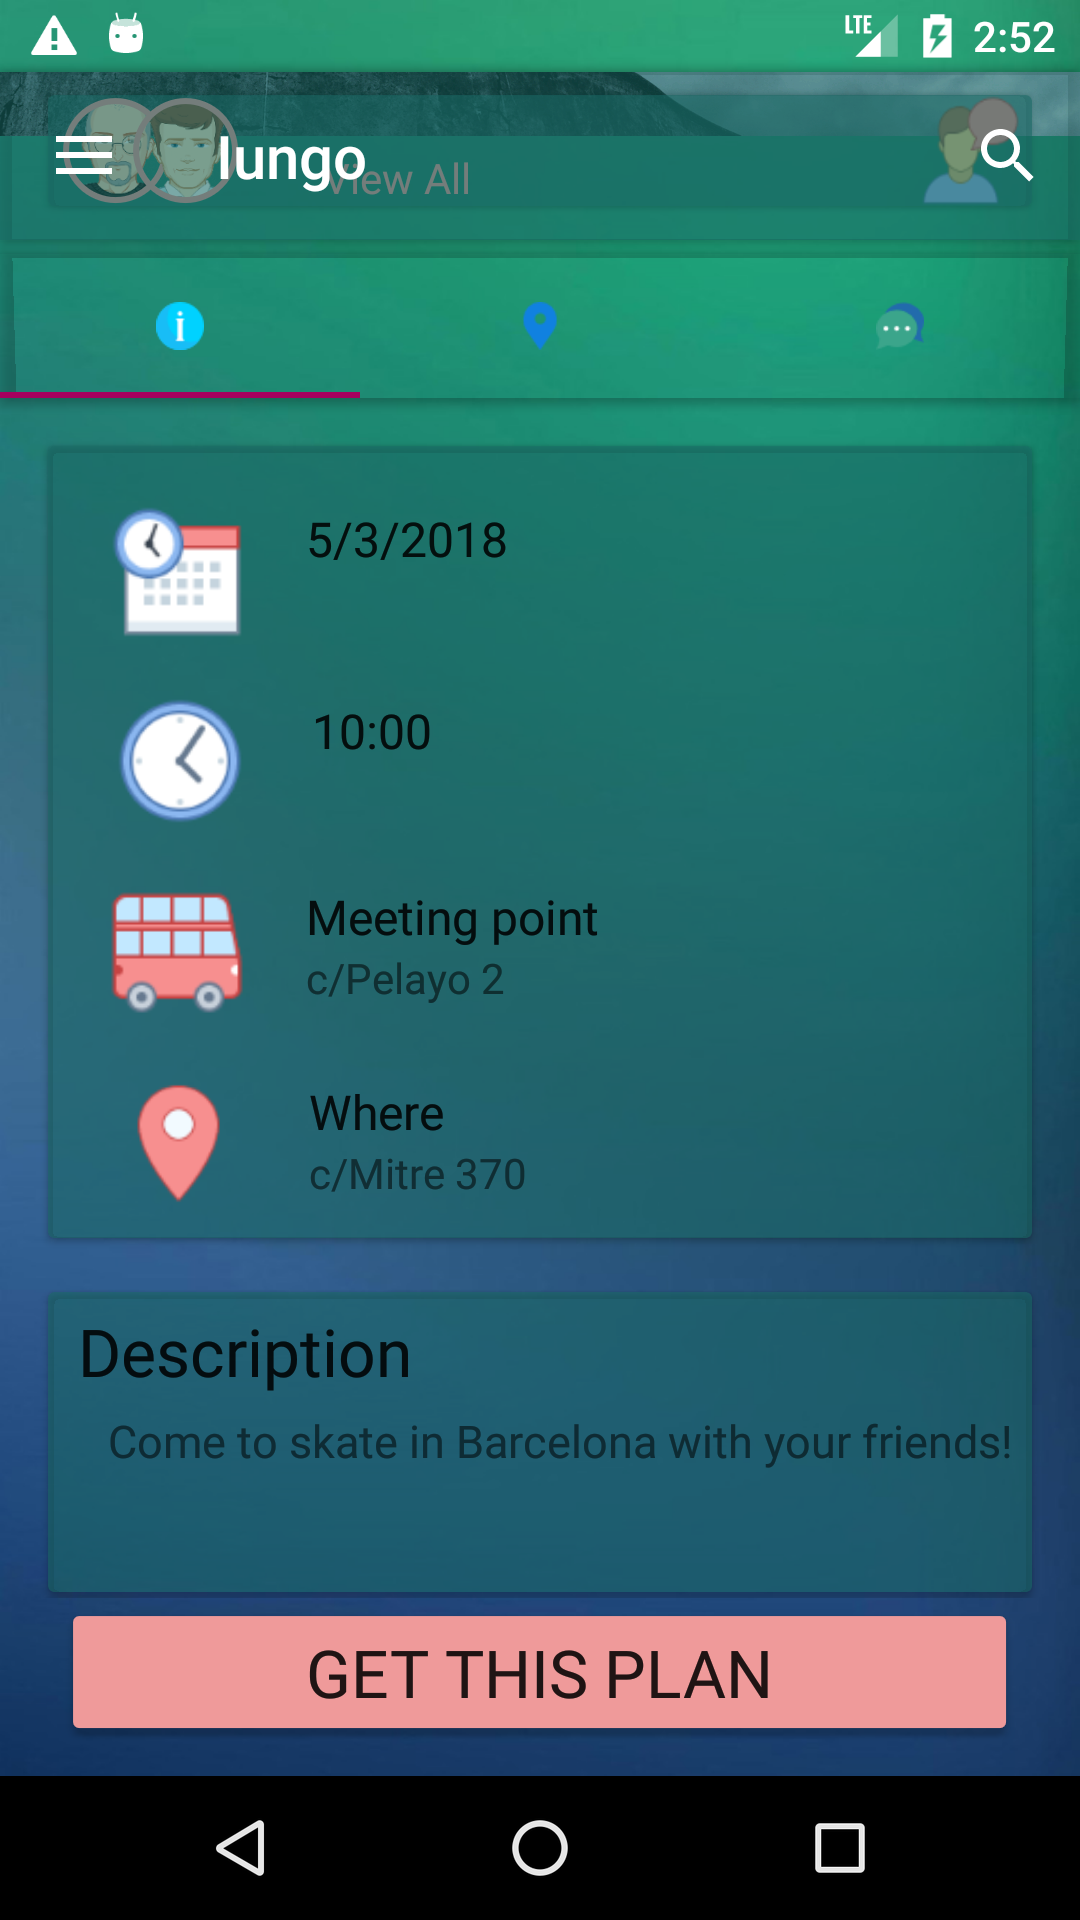 LTE 2:52
lungo
View All
5/3/2018
10:00
Meeting point
c/Pelayo 2
Where
c/Mitre 370
Description
Come to skate in Barcelona with your friends!
GET THIS PLAN